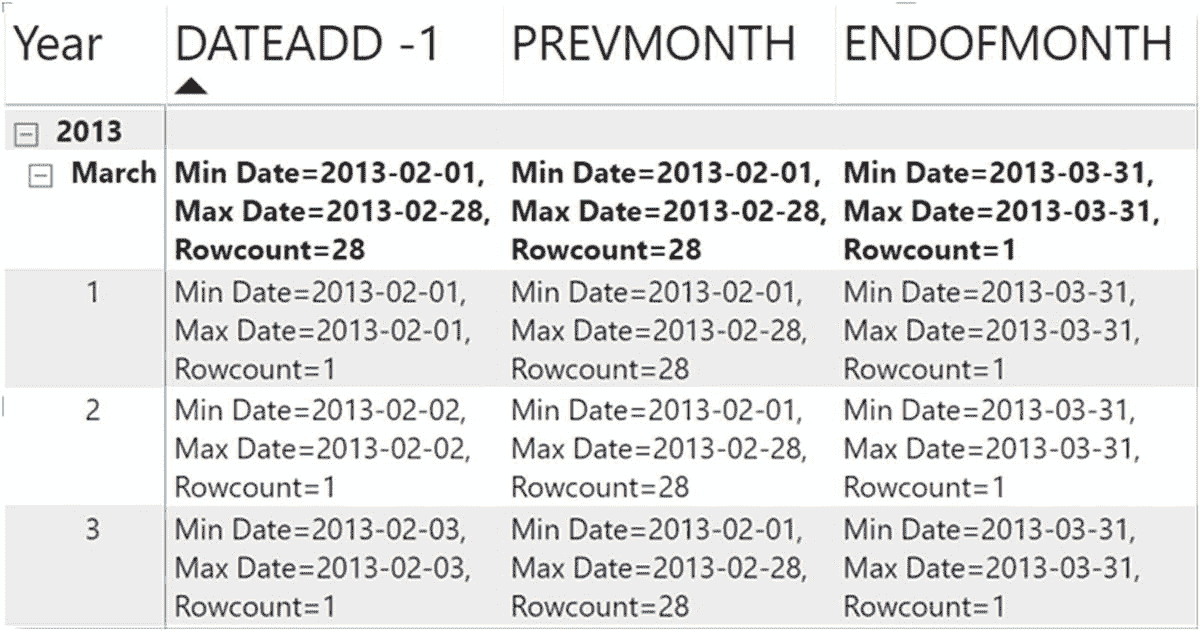 Year DATEADD -1 PREVMONTH ENDOFMONTH
2013
March Min Date=2013-02-01, Min Date=2013-02-01, Min Date=2013-03-31,
Max Date=2013-02-28, Max Date=2013-02-28, Max Date=2013-03-31,
Rowcount=28 Rowcount=28 Rowcount=1
1 Min Date=2013-02-01, Min Date=2013-02-01, Min Date=2013-03-31,
Max Date=2013-02-01, Max Date=2013-02-28, Max Date=2013-03-31,
Rowcount=1 Rowcount=28 Rowcount=1
2 Min Date=2013-02-02, Min Date=2013-02-01, Min Date=2013-03-31,
Max Date=2013-02-02, Max Date=2013-02-28, Max Date=2013-03-31,
Rowcount=1 Rowcount=28 Rowcount=1
3 Min Date=2013-02-03, Min Date=2013-02-01, Min Date=2013-03-31,
Max Date=2013-02-03, Max Date=2013-02-28, Max Date=2013-03-31,
Rowcount=1 Rowcount=28 Rowcount=1